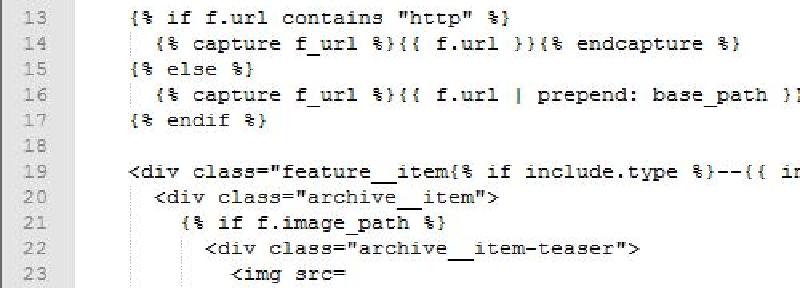 13 {% if f.url contains "http" %}
14 {% capture f_url %}{{ f.url }}{% endcapture %}
15 {% else %}
16 {% capture f_url %}{{ f.url | prepend: base_path }
17 {% endif %}
18
19 <div class="feature__item{% if include.type %}--{{ in
20 <div class="archive__item">
21 {% if f.image_path %}
22 <div class="archive__item-teaser">
23 <img src=